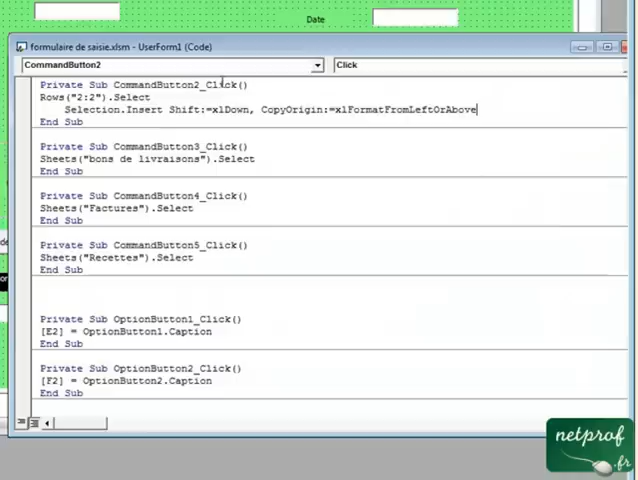 Date
formulaire de saisie.xlsm - UserForm1 (Code)
CommandButton2
Click
Private Sub CommandButton2_Click()
Rows("2:2").Select
Selection.Insert Shift:=xlDown, CopyOrigin:=xlFormatFromLeftOrAbove
End Sub
Private Sub CommandButton3_Click()
Sheets("bons de livraisons").Select
End Sub
Private Sub CommandButton4_Click()
Sheets("Factures").Select
End Sub
Private Sub CommandButton5_Click()
Sheets("Recettes").Select
End Sub
Private Sub OptionButton1_Click()
[E2] = OptionButton1.Caption
End Sub
Private Sub OptionButton2_Click()
[F2] = OptionButton2.Caption
End Sub
netprof
.fr